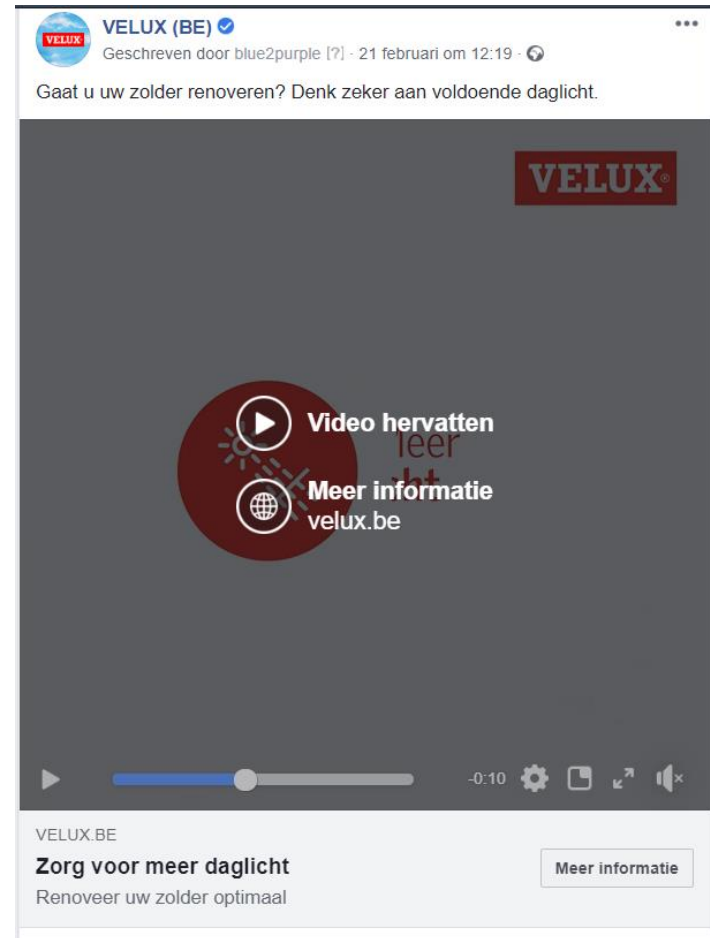 VELUX (BE)
Geschreven door blue2purple [?] · 21 februari om 12:19 ·
Gaat u uw zolder renoveren? Denk zeker aan voldoende daglicht.
VELUX
VELUX®
Video hervatten
leer
Meer informatie
velux.be
-0:10
VELUX.BE
Zorg voor meer daglicht
Meer informatie
Renoveer uw zolder optimaal